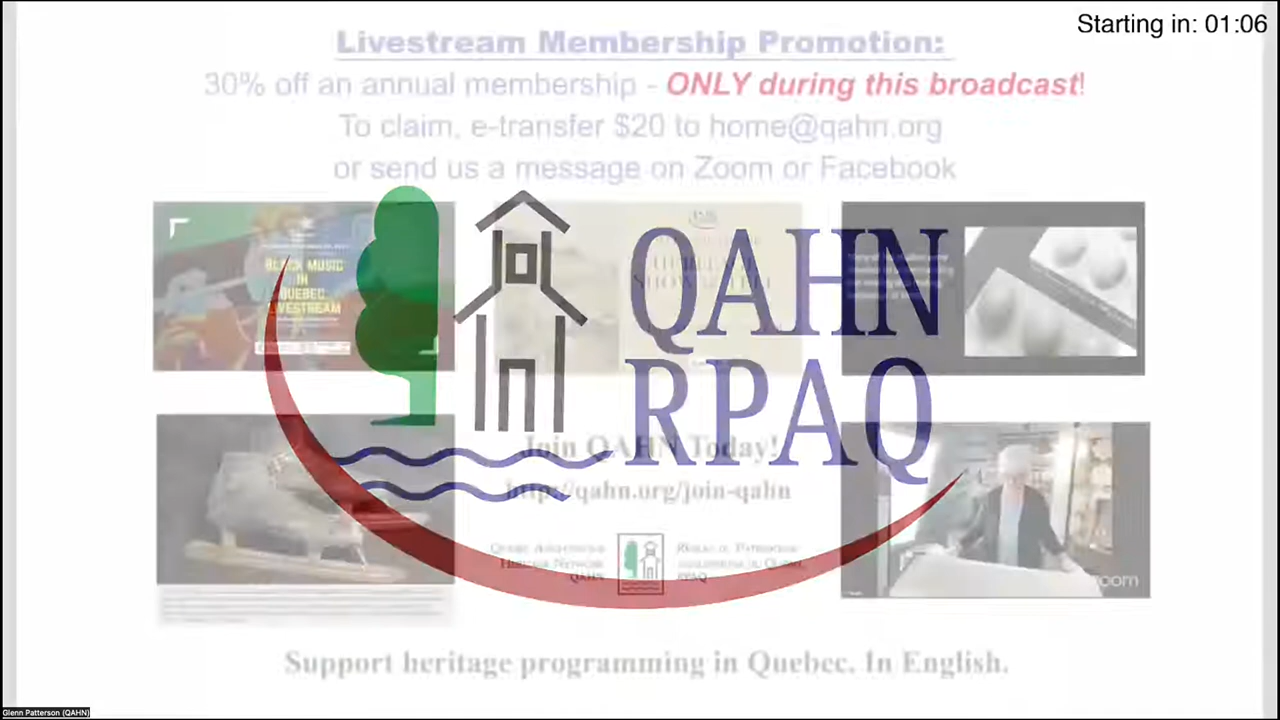 Starting in: 01:06
Livestream Membership Promotion:
30% off an annual membership - ONLY during this broadcast!
To claim, e-transfer $20 to home@qahn.org
or send us a message on Zoom or Facebook
BLACK MUSIC
IN
QUEBEC
LIVESTREAM
QAHN
RPAQ
Join QAHN Today!
http://qahn.org/join-qahn
QAHN
RPAQ
zoom
Support heritage programming in Quebec. In English.
Glenn Patterson (QAHN)